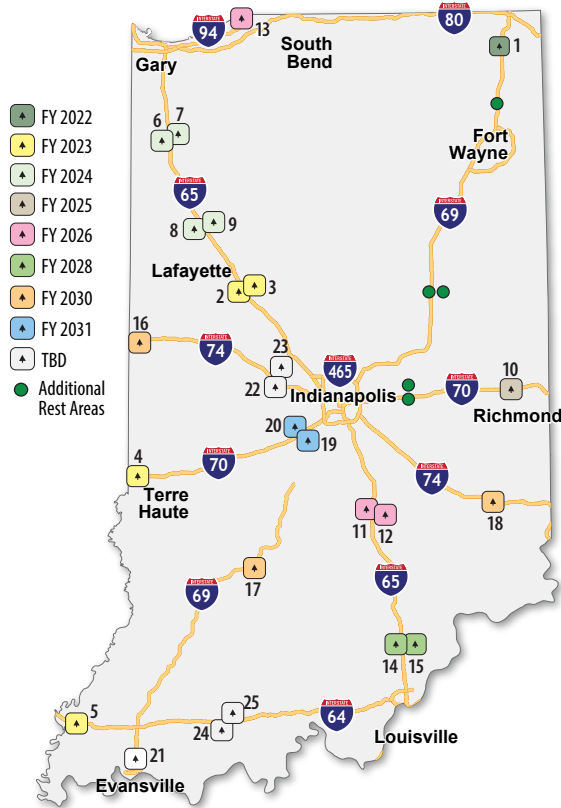 INTERSTATE
94
13
South
Bend
INTERSTATE
80
1
Gary
FY 2022
FY 2023
FY 2024
FY 2025
FY 2026
FY 2028
FY 2030
FY 2031
TBD
Additional
Rest Areas
6
7
Fort
Wayne
INTERSTATE
65
INTERSTATE
69
8
9
Lafayette
2
3
16
INTERSTATE
74
23
22
INTERSTATE
465
Indianapolis
INTERSTATE
70
10
Richmond
20
19
4
INTERSTATE
70
Terre
Haute
INTERSTATE
74
18
11
12
17
INTERSTATE
69
INTERSTATE
65
14
15
5
25
24
INTERSTATE
64
Louisville
21
Evansville